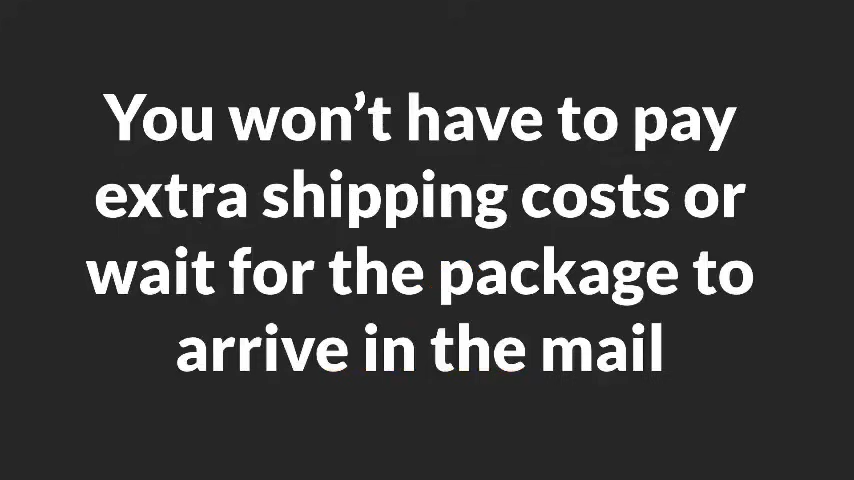 You won’t have to pay
extra shipping costs or
wait for the package to
arrive in the mail